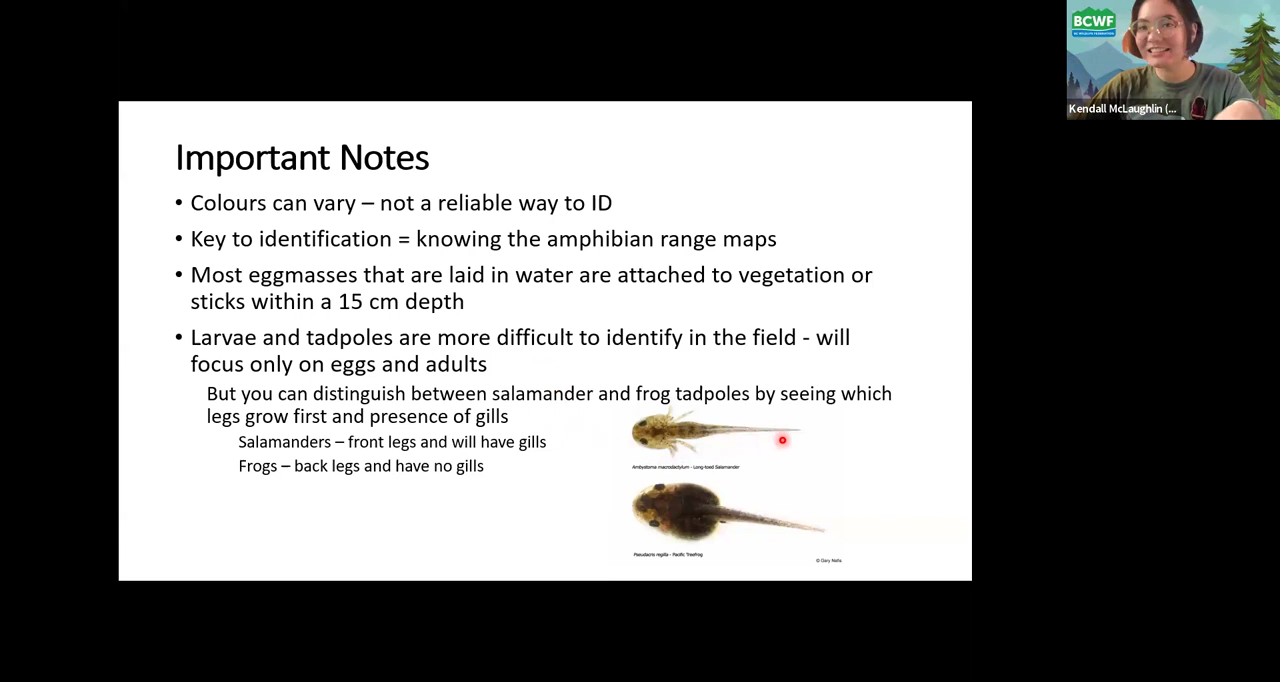 BCWF
BC WILDLIFE FEDERATION
Kendall McLaughlin (...
Important Notes
• Colours can vary – not a reliable way to ID
• Key to identification = knowing the amphibian range maps
• Most eggmasses that are laid in water are attached to vegetation or
sticks within a 15 cm depth
• Larvae and tadpoles are more difficult to identify in the field - will
focus only on eggs and adults
But you can distinguish between salamander and frog tadpoles by seeing which
legs grow first and presence of gills
Salamanders – front legs and will have gills
Frogs – back legs and have no gills
Ambystoma macrodactylum - Long-toed Salamander
Pseudacris regilla - Pacific Treefrog
© Gary Nafis